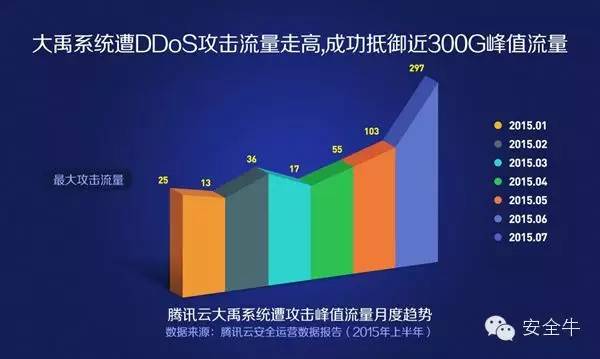 大禹系统遭DDoS攻击流量走高,成功抵御近300G峰值流量
297
103
55
36
17
25
13
最大攻击流量
2015.01
2015.02
2015.03
2015.04
2015.05
2015.06
2015.07
腾讯云大禹系统遭攻击峰值流量月度趋势
数据来源：腾讯云安全运营数据报告（2015年上半年）
安全牛